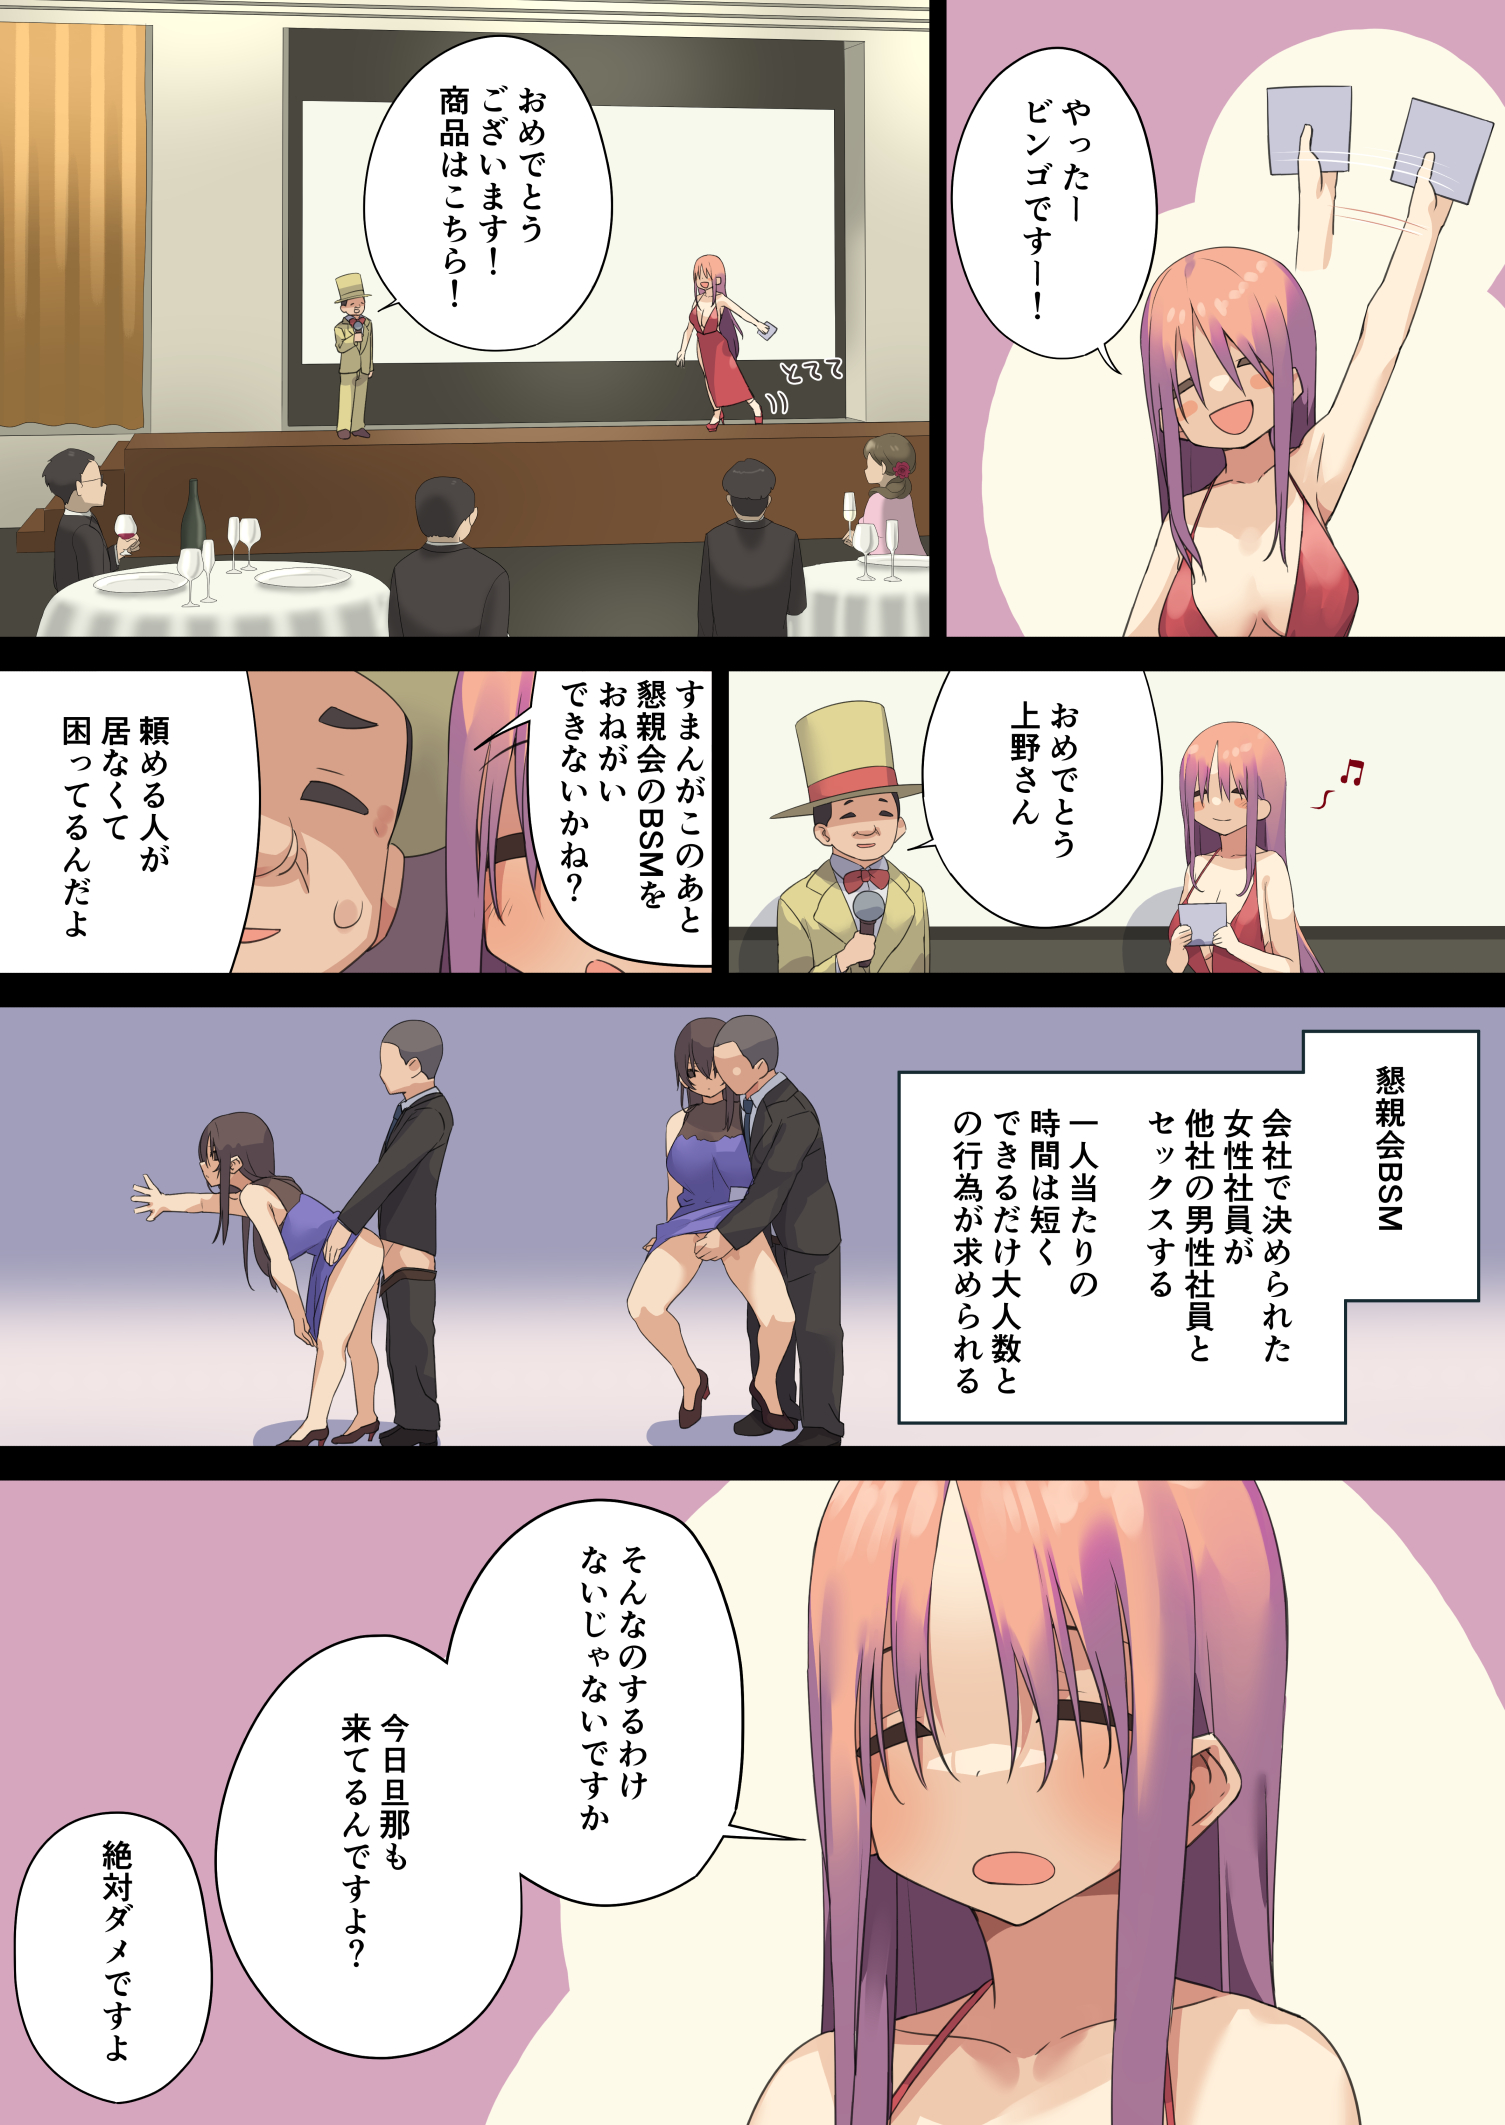 やったー
ビンゴですー！
おめでとう
ございます！
商品はこちら！
とててて
おめでとう
上野さん
すまんがこのあと
懇親会のBSMを
おねがい
できないかね？
頼める人が
居なくて
困ってるんだよ
懇親会BSM
会社で決められた
女性社員が
他社の男性社員と
セックスする
一人当たりの
時間は短く
できるだけ大人数と
の行為が求められる
そんなのするわけ
ないじゃないですか
今日旦那も
来てるんですよ？
絶対ダメですよ